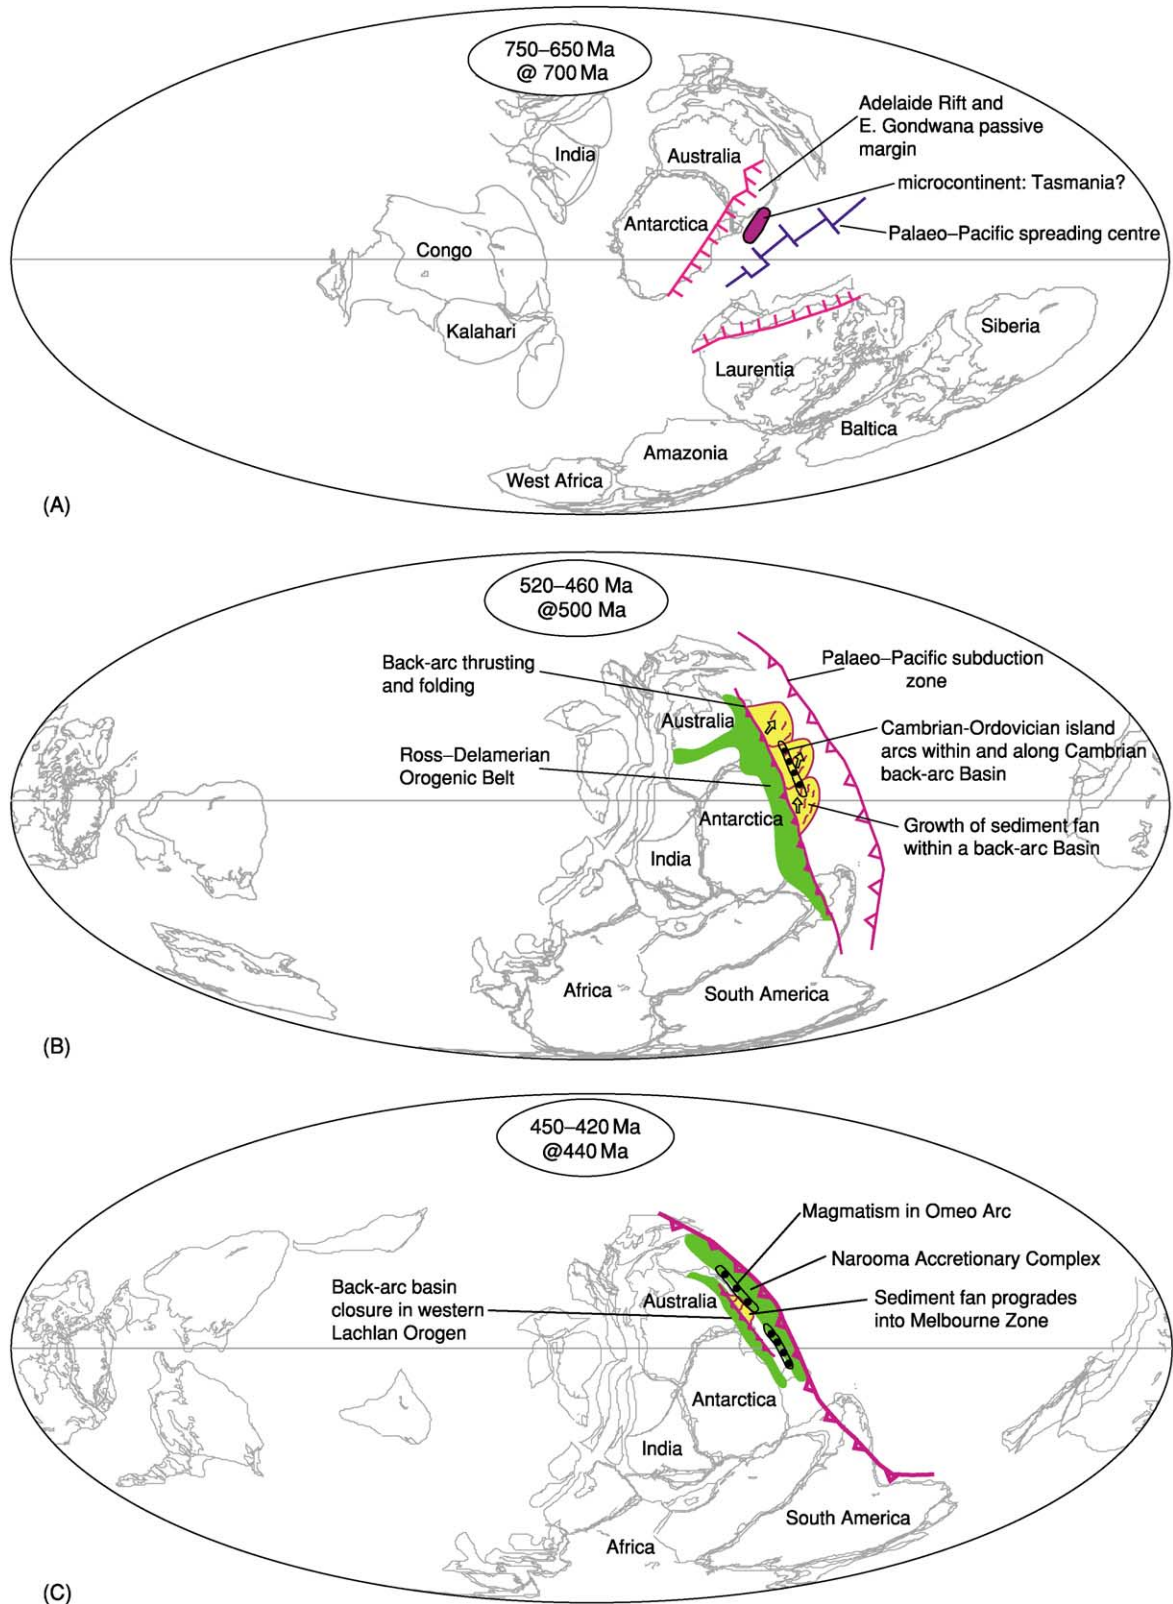 750–650 Ma
@ 700 Ma
Adelaide Rift and
E. Gondwana passive
margin
India
Australia
microcontinent: Tasmania?
Antarctica
Palaeo–Pacific spreading centre
Congo
Kalahari
Siberia
Laurentia
Baltica
Amazonia
West Africa
(A)
520–460 Ma
@500 Ma
Back-arc thrusting
and folding
Palaeo–Pacific subduction
zone
Australia
Cambrian-Ordovician island
arcs within and along Cambrian
back-arc Basin
Ross–Delamerian
Orogenic Belt
Antarctica
Growth of sediment fan
within a back-arc Basin
India
Africa
South America
(B)
450–420 Ma
@440 Ma
Magmatism in Omeo Arc
Narooma Accretionary Complex
Back-arc basin
closure in western
Lachlan Orogen
Australia
Sediment fan progrades
into Melbourne Zone
Antarctica
India
South America
Africa
(C)